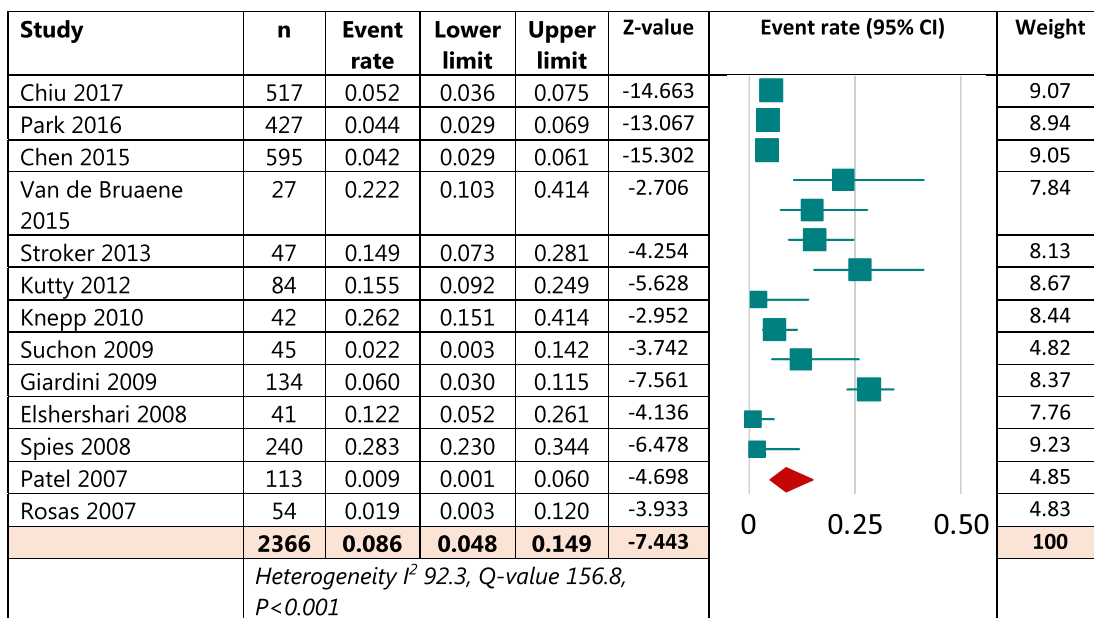 Study n Event rate Lower limit Upper limit Z-value Event rate (95% CI) Weight
Chiu 2017 517 0.052 0.036 0.075 -14.663 9.07
Park 2016 427 0.044 0.029 0.069 -13.067 8.94
Chen 2015 595 0.042 0.029 0.061 -15.302 9.05
Van de Bruaene 2015 27 0.222 0.103 0.414 -2.706 7.84
Stroker 2013 47 0.149 0.073 0.281 -4.254 8.13
Kutty 2012 84 0.155 0.092 0.249 -5.628 8.67
Knepp 2010 42 0.262 0.151 0.414 -2.952 8.44
Suchon 2009 45 0.022 0.003 0.142 -3.742 4.82
Giardini 2009 134 0.060 0.030 0.115 -7.561 8.37
Elshershari 2008 41 0.122 0.052 0.261 -4.136 7.76
Spies 2008 240 0.283 0.230 0.344 -6.478 9.23
Patel 2007 113 0.009 0.001 0.060 -4.698 4.85
Rosas 2007 54 0.019 0.003 0.120 -3.933 4.83
0 0.25 0.50
2366 0.086 0.048 0.149 -7.443 100
Heterogeneity I² 92.3, Q-value 156.8,
P<0.001